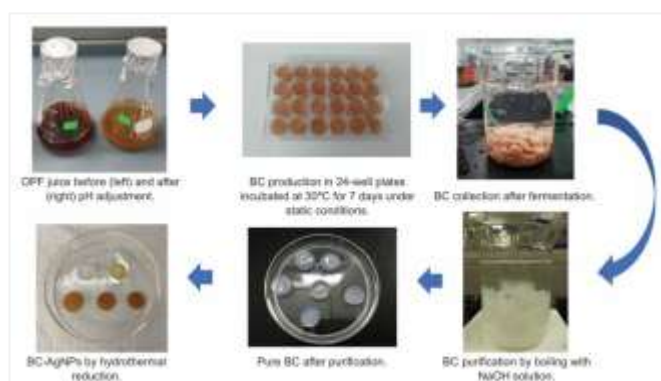 OPF juice before (left) and after
(right) pH adjustment.
BC production in 24-well plates
incubated at 30°C for 7 days under
static conditions.
BC collection after fermentation.
BC purification by boiling with
NaOH solution.
Pure BC after purification.
BC-AgNPs by hydrothermal
reduction.